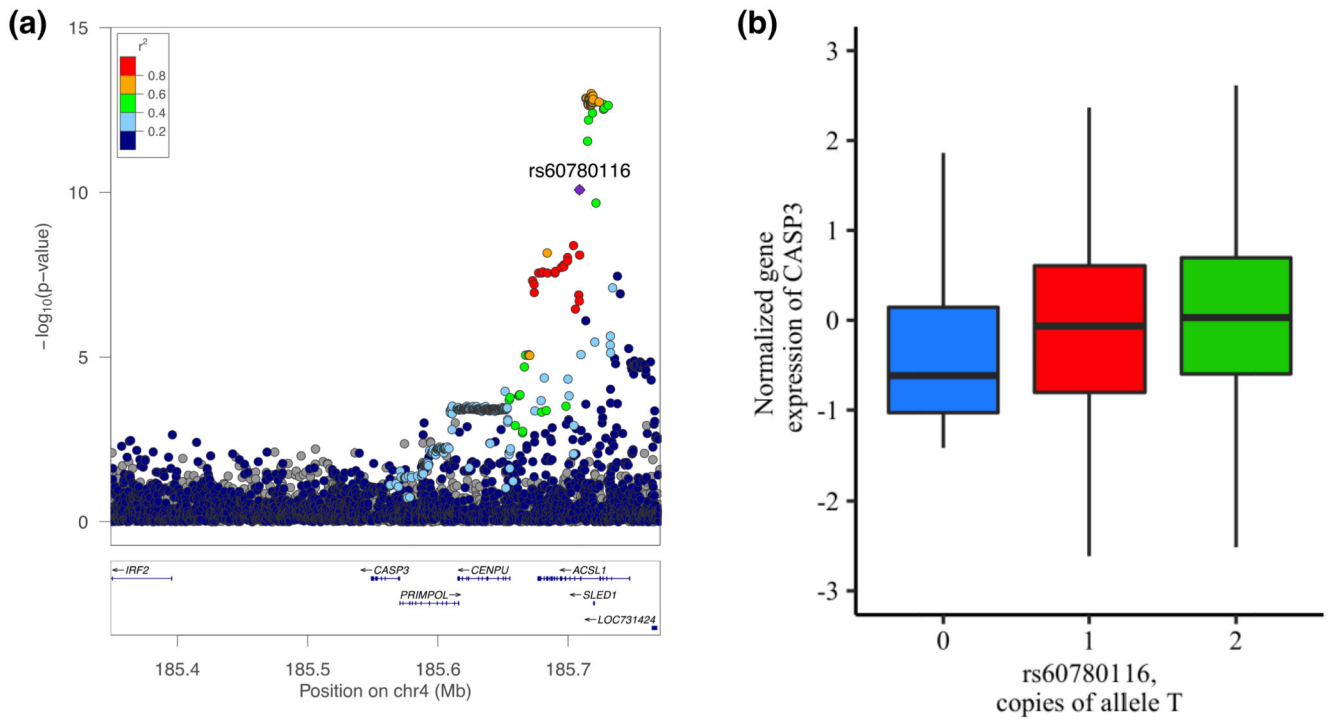 (a)
15
10
5
0
−log10(p−value)
r2
0.8
0.6
0.4
0.2
rs60780116
←IRF2
←CASP3
←CENPU
←ACSL1
PRIMPOL→
←SLED1
←LOC731424
185.4 185.5 185.6 185.7
Position on chr4 (Mb)
(b)
3
2
1
0
-1
-2
-3
Normalized gene
expression of CASP3
0 1 2
rs60780116,
copies of allele T